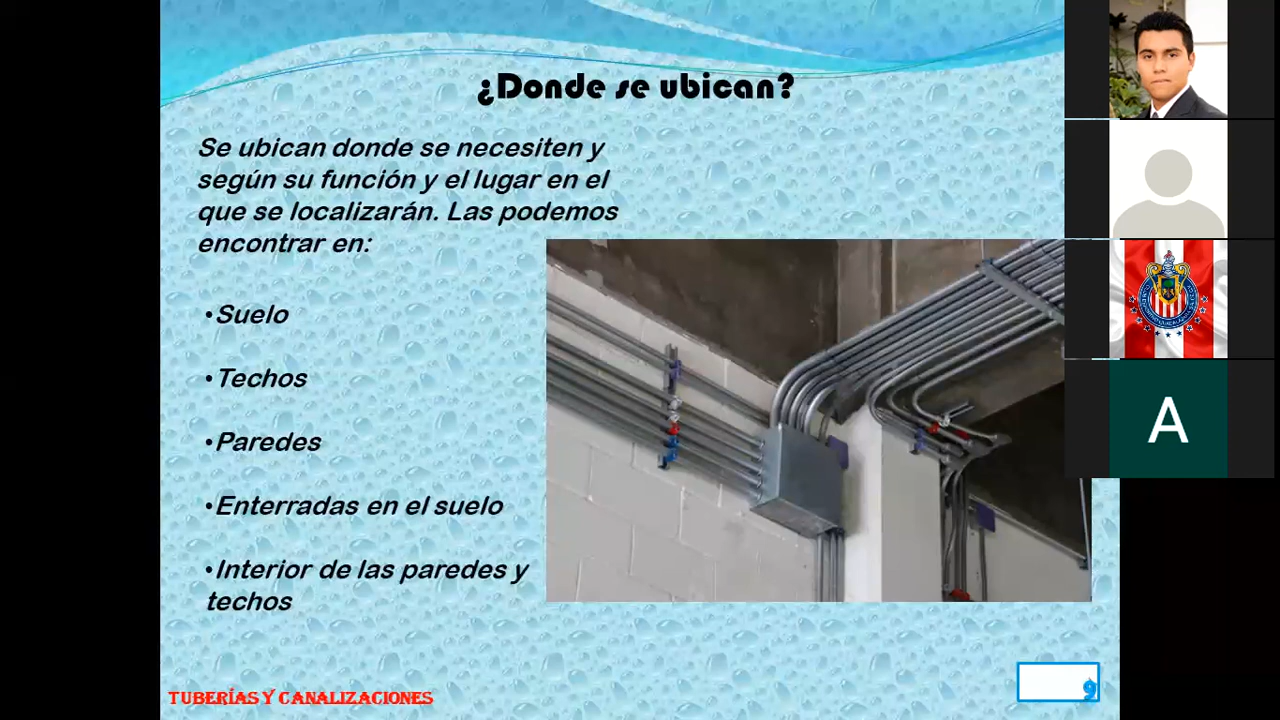 ¿Donde se ubican?
Se ubican donde se necesiten y
según su función y el lugar en el
que se localizarán. Las podemos
encontrar en:
•Suelo
•Techos
•Paredes
•Enterradas en el suelo
•Interior de las paredes y
techos
TUBERÍAS Y CANALIZACIONES
9
A